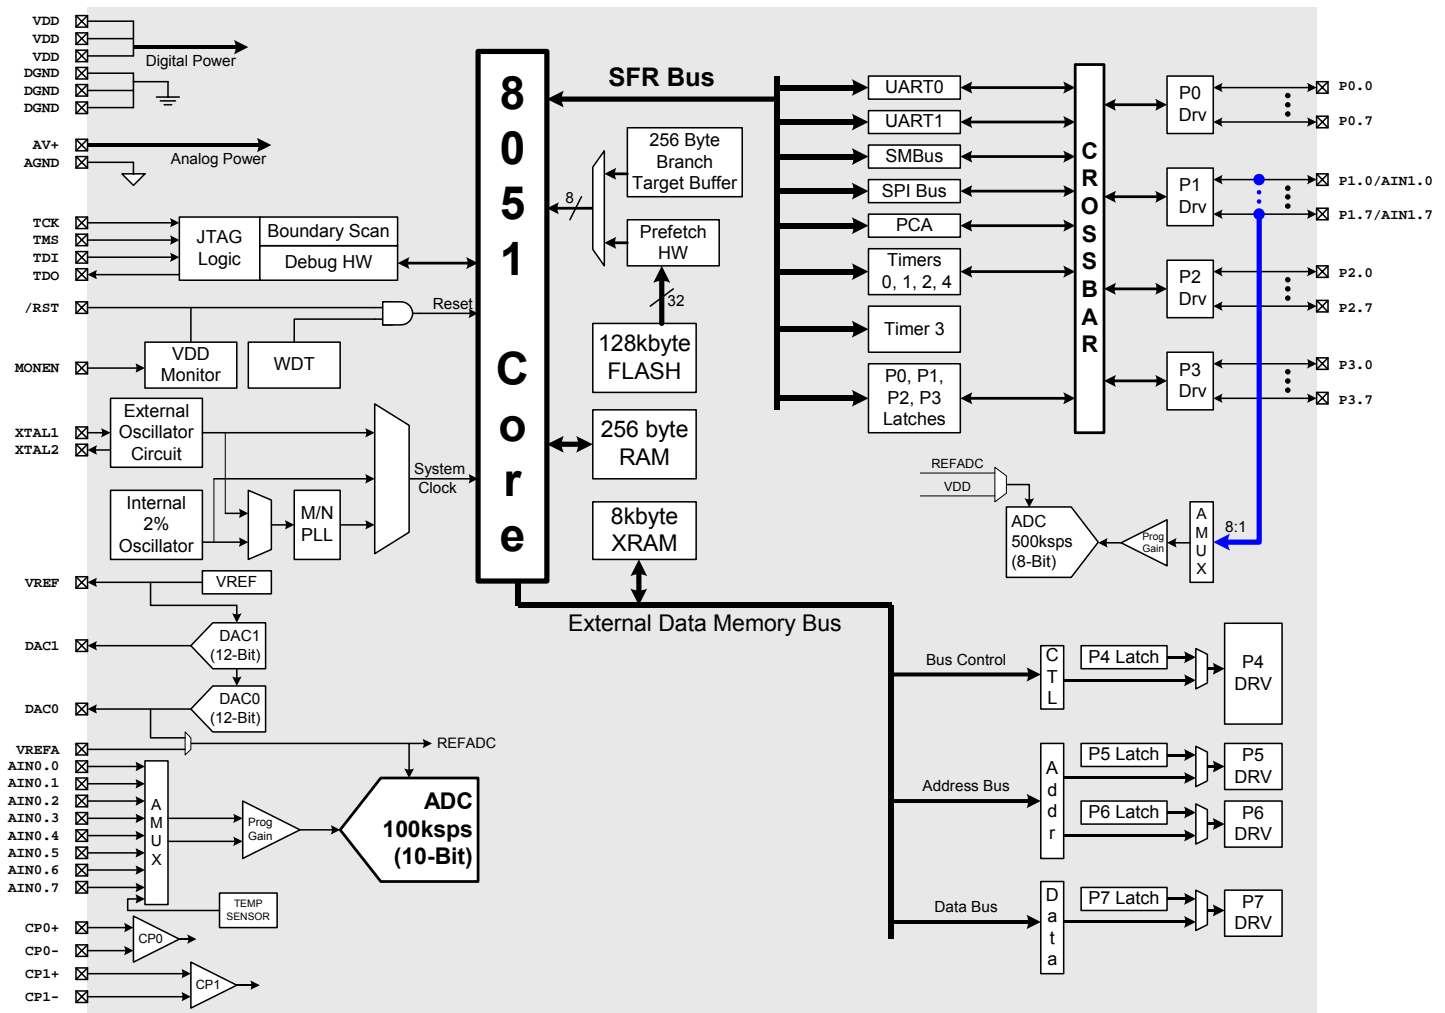 VDD
VDD
VDD
DGND
DGND
DGND
Digital Power
AV+
AGND
Analog Power
TCK
TMS
TDI
TDO
JTAG
Logic
Boundary Scan
Debug HW
/RST
Reset
MONEN
VDD
Monitor
WDT
XTAL1
XTAL2
External
Oscillator
Circuit
Internal
2%
Oscillator
M/N
PLL
System
Clock
VREF
VREF
DAC1
DAC1
(12-Bit)
DAC0
DAC0
(12-Bit)
VREFA
REFADC
AIN0.0
AIN0.1
AIN0.2
AIN0.3
AIN0.4
AIN0.5
AIN0.6
AIN0.7
AMUX
Prog
Gain
ADC
100ksps
(10-Bit)
TEMP
SENSOR
CP0+
CP0-
CP0
CP1+
CP1-
CP1
8051 Core
SFR Bus
256 Byte
Branch
Target Buffer
8
Prefetch
HW
32
128kbyte
FLASH
256 byte
RAM
8kbyte
XRAM
External Data Memory Bus
UART0
UART1
SMBus
SPI Bus
PCA
Timers
0, 1, 2, 4
Timer 3
P0, P1,
P2, P3
Latches
CROSSBAR
P0
Drv
P1
Drv
P2
Drv
P3
Drv
P0.0
P0.7
P1.0/AIN1.0
P1.7/AIN1.7
P2.0
P2.7
P3.0
P3.7
REFADC
VDD
ADC
500ksps
(8-Bit)
Prog
Gain
AMUX
8:1
Bus Control
CTL
P4 Latch
P4
DRV
Address Bus
Addr
P5 Latch
P5
DRV
P6 Latch
P6
DRV
Data Bus
Data
P7 Latch
P7
DRV